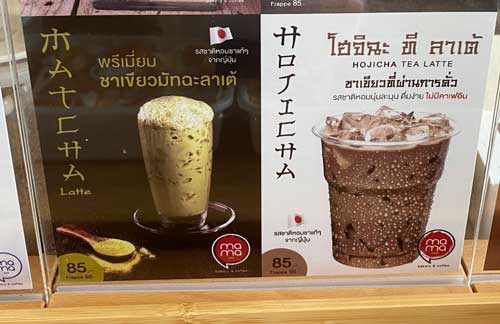 85.-
MATCHA
Latte
รสชาติหอมชาแท้ๆ
จากญี่ปุ่น
พรีเมี่ยม
ชาเขียวมัทฉะลาเต้
85.-
Frappe 95.-
mama
bakery & coffee
HOJICHA
โฮจิฉะ ที ลาเต้
HOJICHA TEA LATTE
ชาเขียวที่ผ่านการคั่ว
รสชาติหอมนุ่มละมุน ดื่มง่าย ไม่มีคาเฟอีน
รสชาติหอมชาแท้ๆ
จากญี่ปุ่น
85.-
Frappe 95.-
mama
bakery & coffee